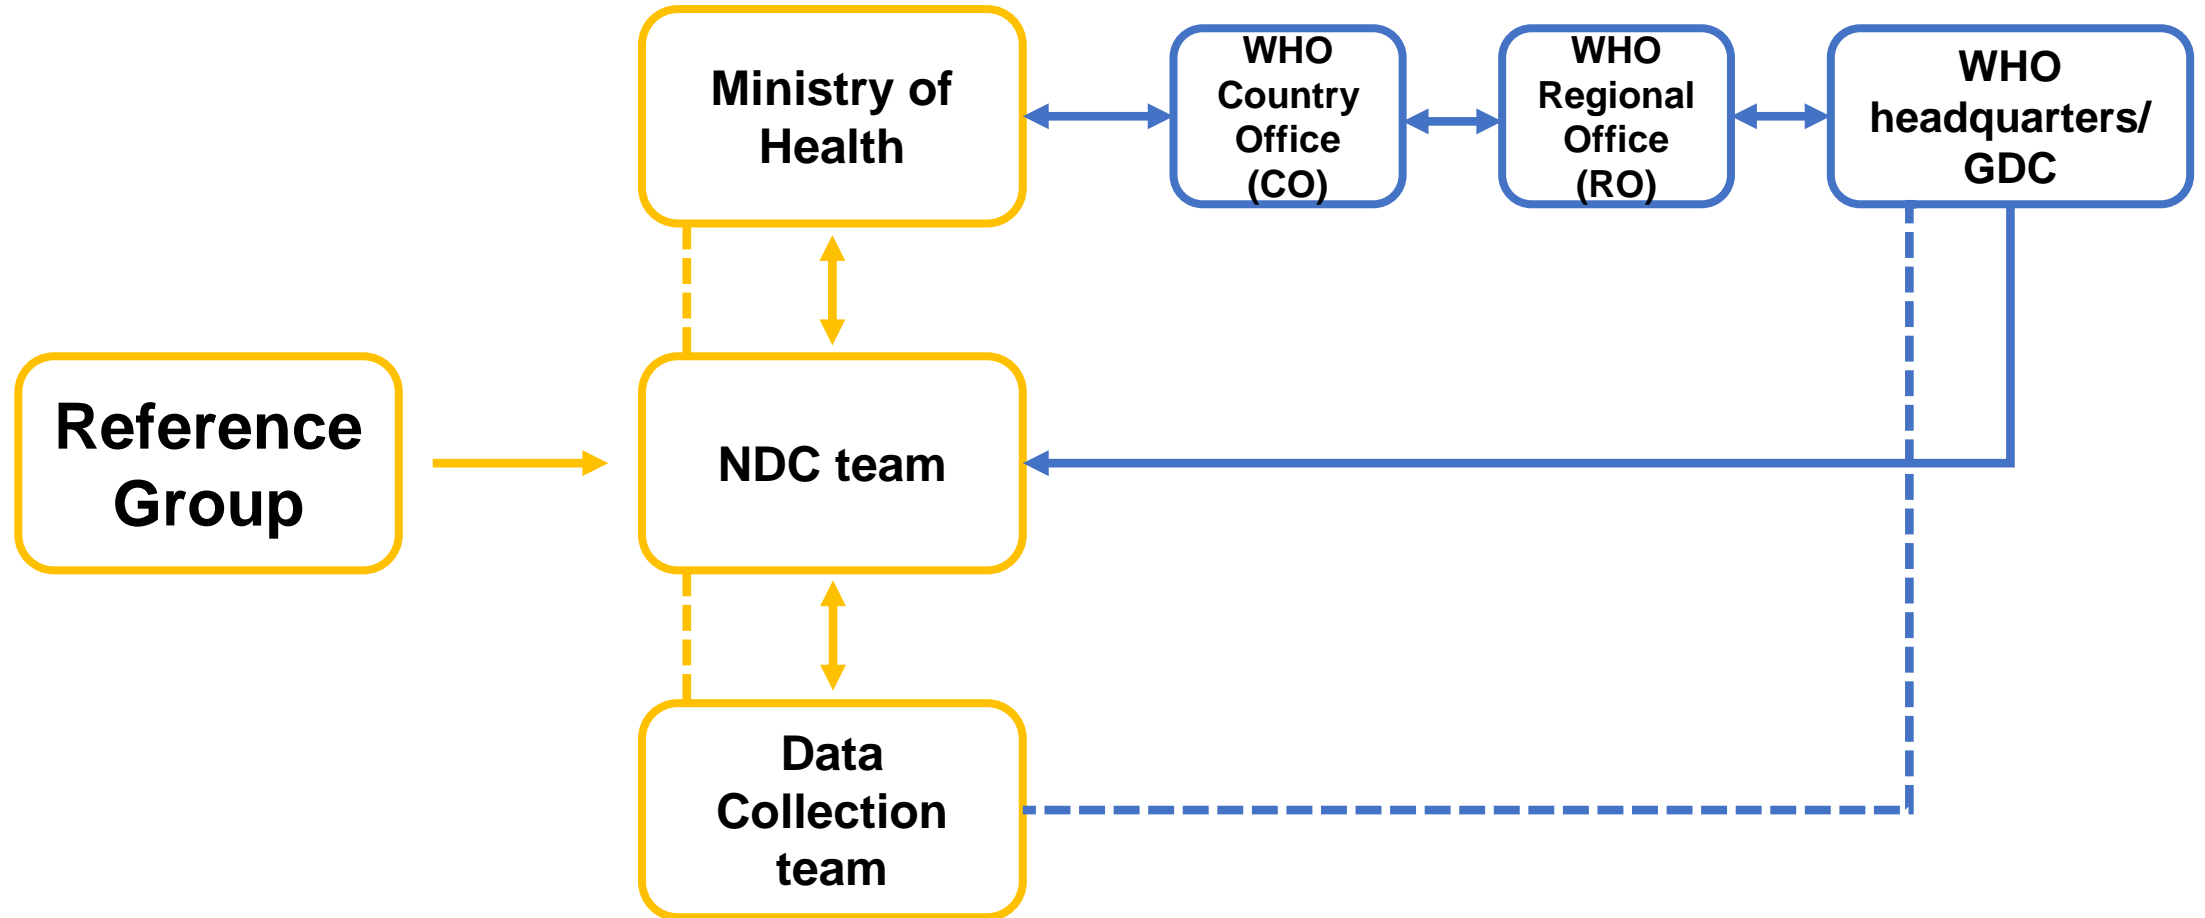 Ministry of
Health
WHO
Country
Office
(CO)
WHO
Regional
Office
(RO)
WHO
headquarters/
GDC
Reference
Group
NDC team
Data
Collection
team